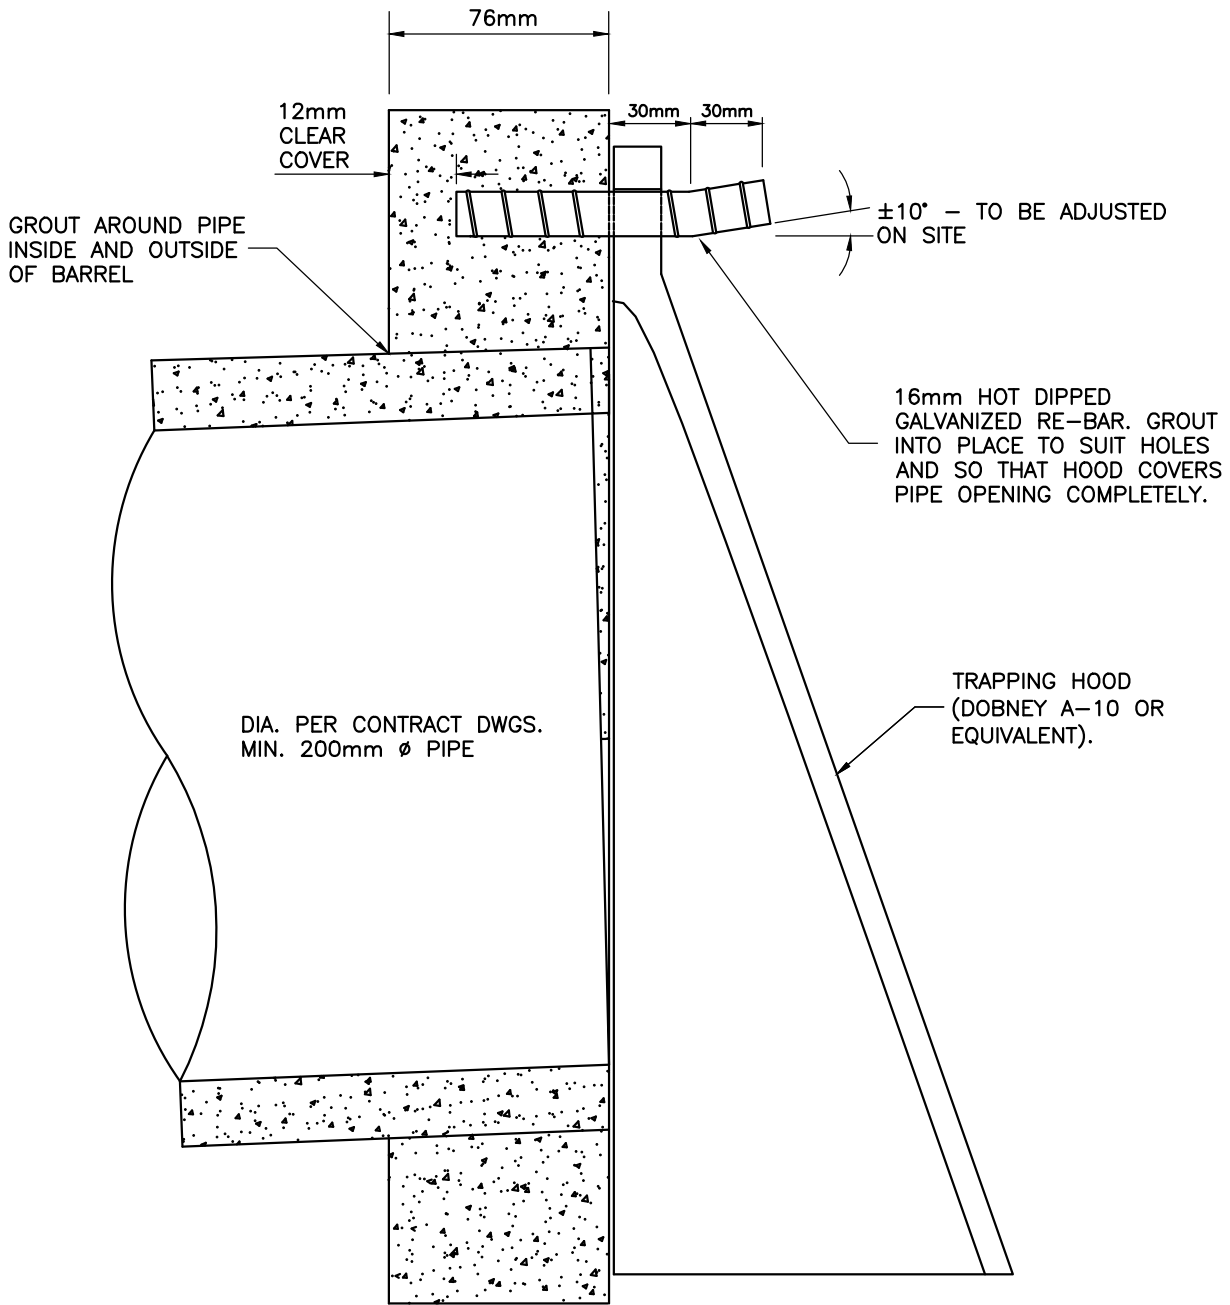 76mm
12mm
CLEAR
COVER
30mm
30mm
GROUT AROUND PIPE
INSIDE AND OUTSIDE
OF BARREL
±10° – TO BE ADJUSTED
ON SITE
16mm HOT DIPPED
GALVANIZED RE–BAR. GROUT
INTO PLACE TO SUIT HOLES
AND SO THAT HOOD COVERS
PIPE OPENING COMPLETELY.
TRAPPING HOOD
(DOBNEY A–10 OR
EQUIVALENT).
DIA. PER CONTRACT DWGS.
MIN. 200mm Ø PIPE